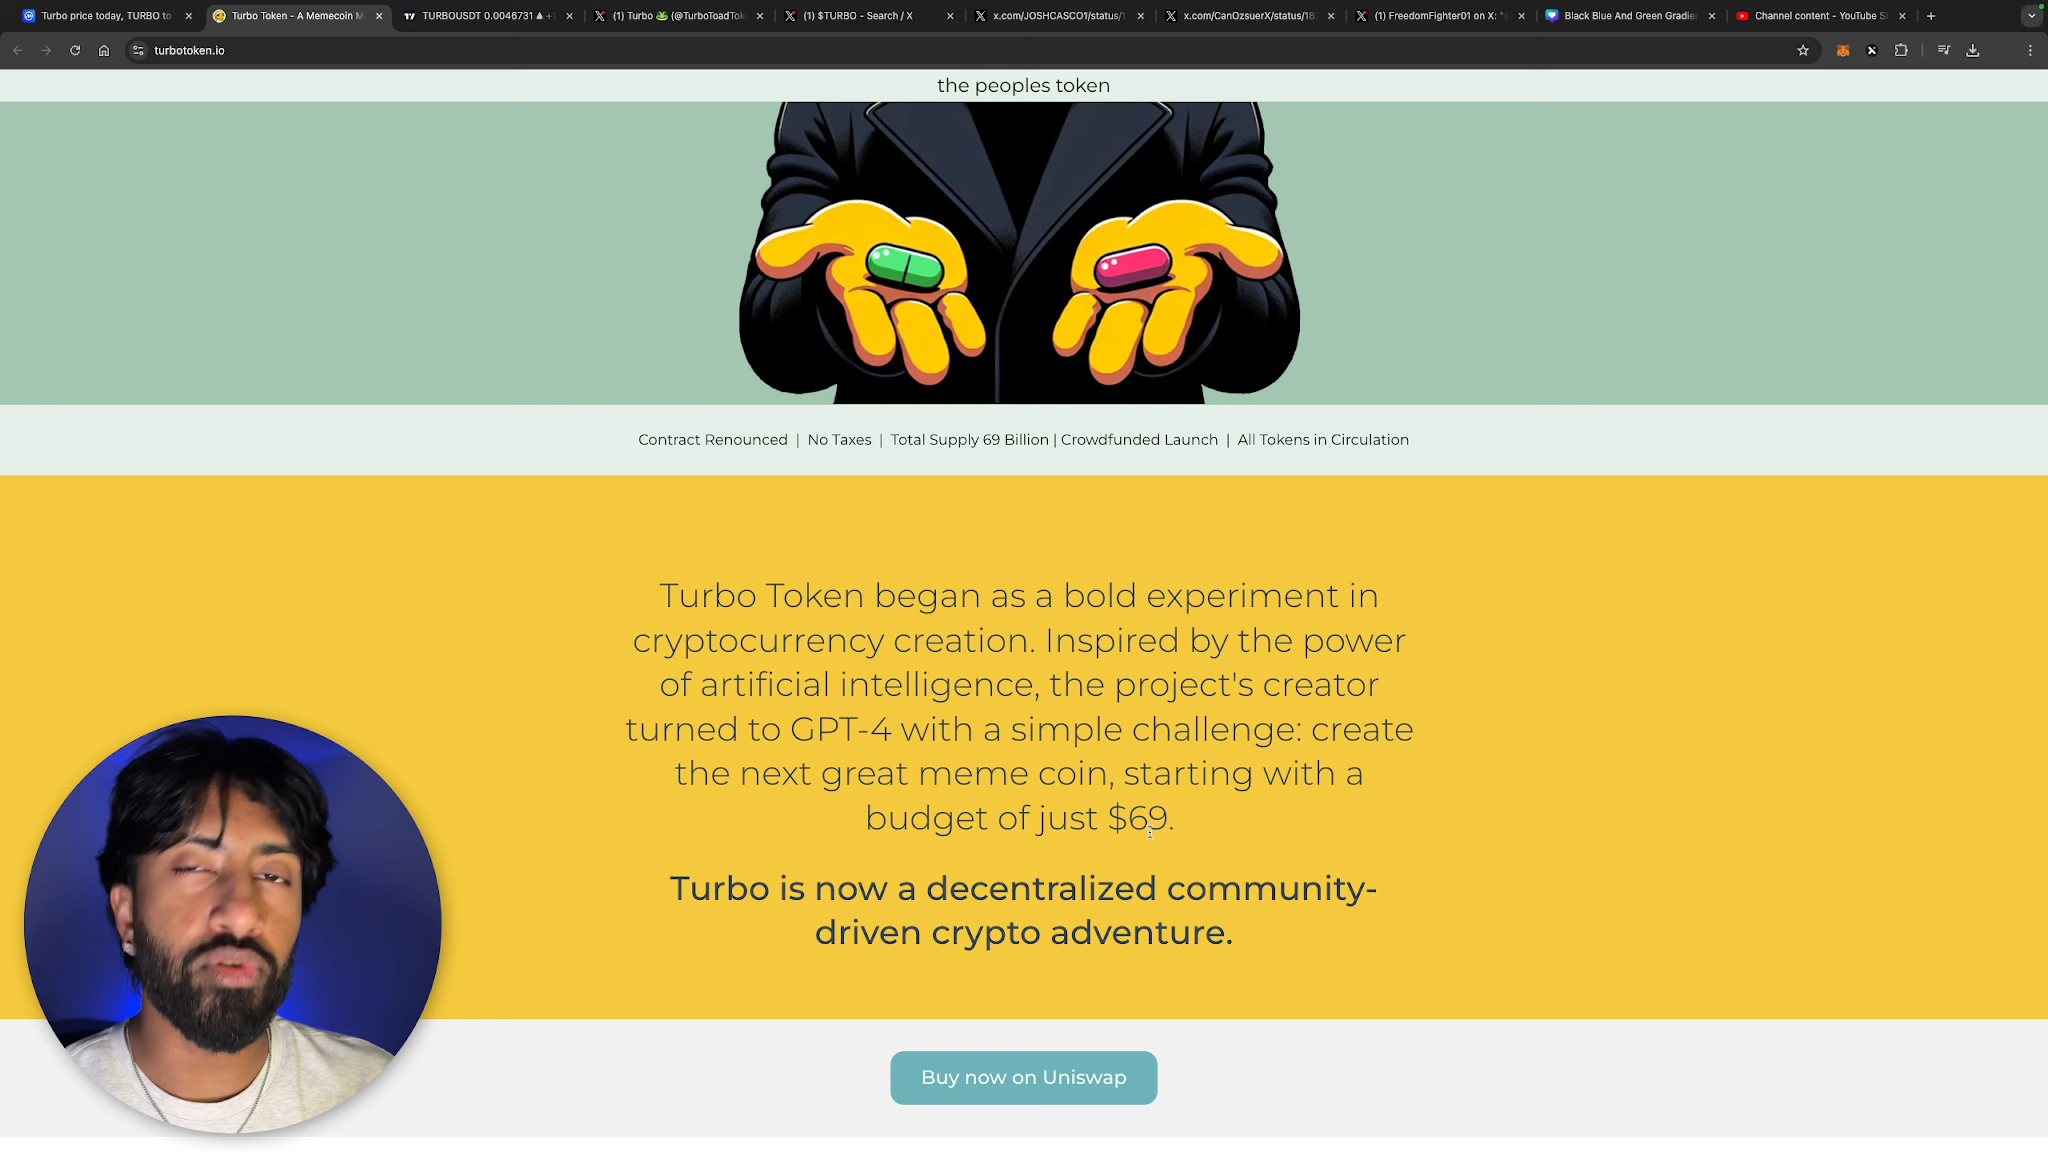 Turbo price today, TURBO to
Turbo Token - A Memecoin M
TURBOUSDT 0.0046731 ▲ +1
(1) Turbo 🐸 (@TurboToadTok
(1) $TURBO - Search / X
x.com/JOSHCASCO1/status/1
x.com/CanOzsuerX/status/18
(1) FreedomFighter01 on X: "
Black Blue And Green Gradie
Channel content - YouTube S
turbotoken.io
the peoples token
Contract Renounced | No Taxes | Total Supply 69 Billion | Crowdfunded Launch | All Tokens in Circulation
Turbo Token began as a bold experiment in
cryptocurrency creation. Inspired by the power
of artificial intelligence, the project's creator
turned to GPT-4 with a simple challenge: create
the next great meme coin, starting with a
budget of just $69.
Turbo is now a decentralized community-
driven crypto adventure.
Buy now on Uniswap